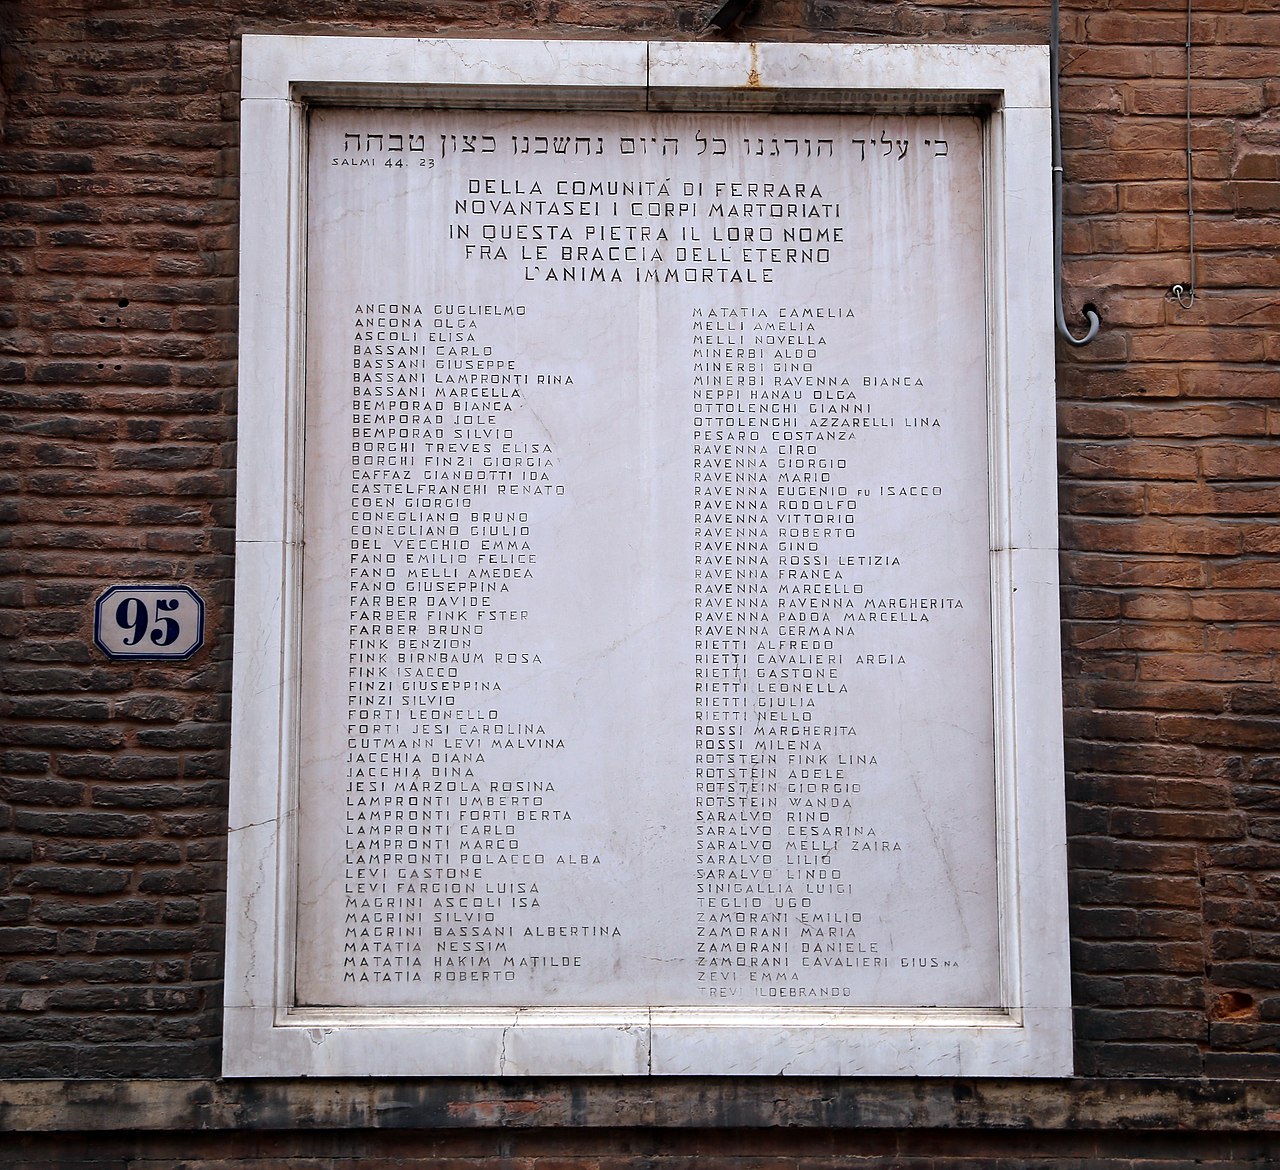 כי עליך הורגנו כל היום נחשבנו כצון טבחה
SALMI 44. 23
DELLA COMUNITÁ DI FERRARA
NOVANTASEI I CORPI MARTORIATI
IN QUESTA PIETRA IL LORO NOME
FRA LE BRACCIA DELL'ETERNO
L'ANIMA IMMORTALE
ANCONA GUGLIELMO
ANCONA OLGA
ASCOLI ELISA
BASSANI CARLO
BASSANI GIUSEPPE
BASSANI LAMPRONTI RINA
BASSANI MARCELLA
BEMPORAD BIANCA
BEMPORAD JOLE
BEMPORAD SILVIO
BORGHI TREVES ELISA
BORGHI FINZI GIORGIA
CAFFAZ GIANDOTTI IDA
CASTELFRANCHI RENATO
COEN GIORGIO
CONEGLIANO BRUNO
CONEGLIANO GIULIO
DEL VECCHIO EMMA
FANO EMILIO FELICE
FANO MELLI AMEDEA
FANO GIUSEPPINA
FARBER DAVIDE
FARBER FINK ESTER
FARBER BRUNO
FINK BENZION
FINK BIRNBAUM ROSA
FINK ISACCO
FINZI GIUSEPPINA
FINZI SILVIO
FORTI LEONELLO
FORTI JESI CAROLINA
GUTMANN LEVI MALVINA
JACCHIA DIANA
JACCHIA DINA
JESI MARZOLA ROSINA
LAMPRONTI UMBERTO
LAMPRONTI FORTI BERTA
LAMPRONTI CARLO
LAMPRONTI MARCO
LAMPRONTI POLACCO ALBA
LEVI GASTONE
LEVI FARGION LUISA
MAGRINI ASCOLI ISA
MAGRINI SILVIO
MAGRINI BASSANI ALBERTINA
MATATIA NESSIM
MATATIA HAKIM MATILDE
MATATIA ROBERTO
MATATIA CAMELIA
MELLI AMELIA
MELLI NOVELLA
MINERBI ALDO
MINERBI GINO
MINERBI RAVENNA BIANCA
NEPPI HANAU OLGA
OTTOLENGHI GIANNI
OTTOLENGHI AZZARELLI LINA
PESARO COSTANZA
RAVENNA CIRO
RAVENNA GIORGIO
RAVENNA MARIO
RAVENNA EUGENIO FU ISACCO
RAVENNA RODOLFO
RAVENNA VITTORIO
RAVENNA ROBERTO
RAVENNA GINO
RAVENNA ROSSI LETIZIA
RAVENNA FRANCA
RAVENNA MARCELLO
RAVENNA RAVENNA MARGHERITA
RAVENNA PADOA MARCELLA
RAVENNA GERMANA
RIETTI ALFREDO
RIETTI CAVALIERI ARGIA
RIETTI GASTONE
RIETTI LEONELLA
RIETTI GIULIA
RIETTI NELLO
ROSSI MARGHERITA
ROSSI MILENA
ROTSTEIN FINK LINA
ROTSTEIN ADELE
ROTSTEIN GIORGIO
ROTSTEIN WANDA
SARALVO RINO
SARALVO CESARINA
SARALVO MELLI ZAIRA
SARALVO LILIO
SARALVO LINDO
SINIGALLIA LUIGI
TEGLIO UGO
ZAMORANI EMILIO
ZAMORANI MARIA
ZAMORANI DANIELE
ZAMORANI CAVALIERI GIUS.NA
ZEVI EMMA
TREVI ILDEBRANDO
95